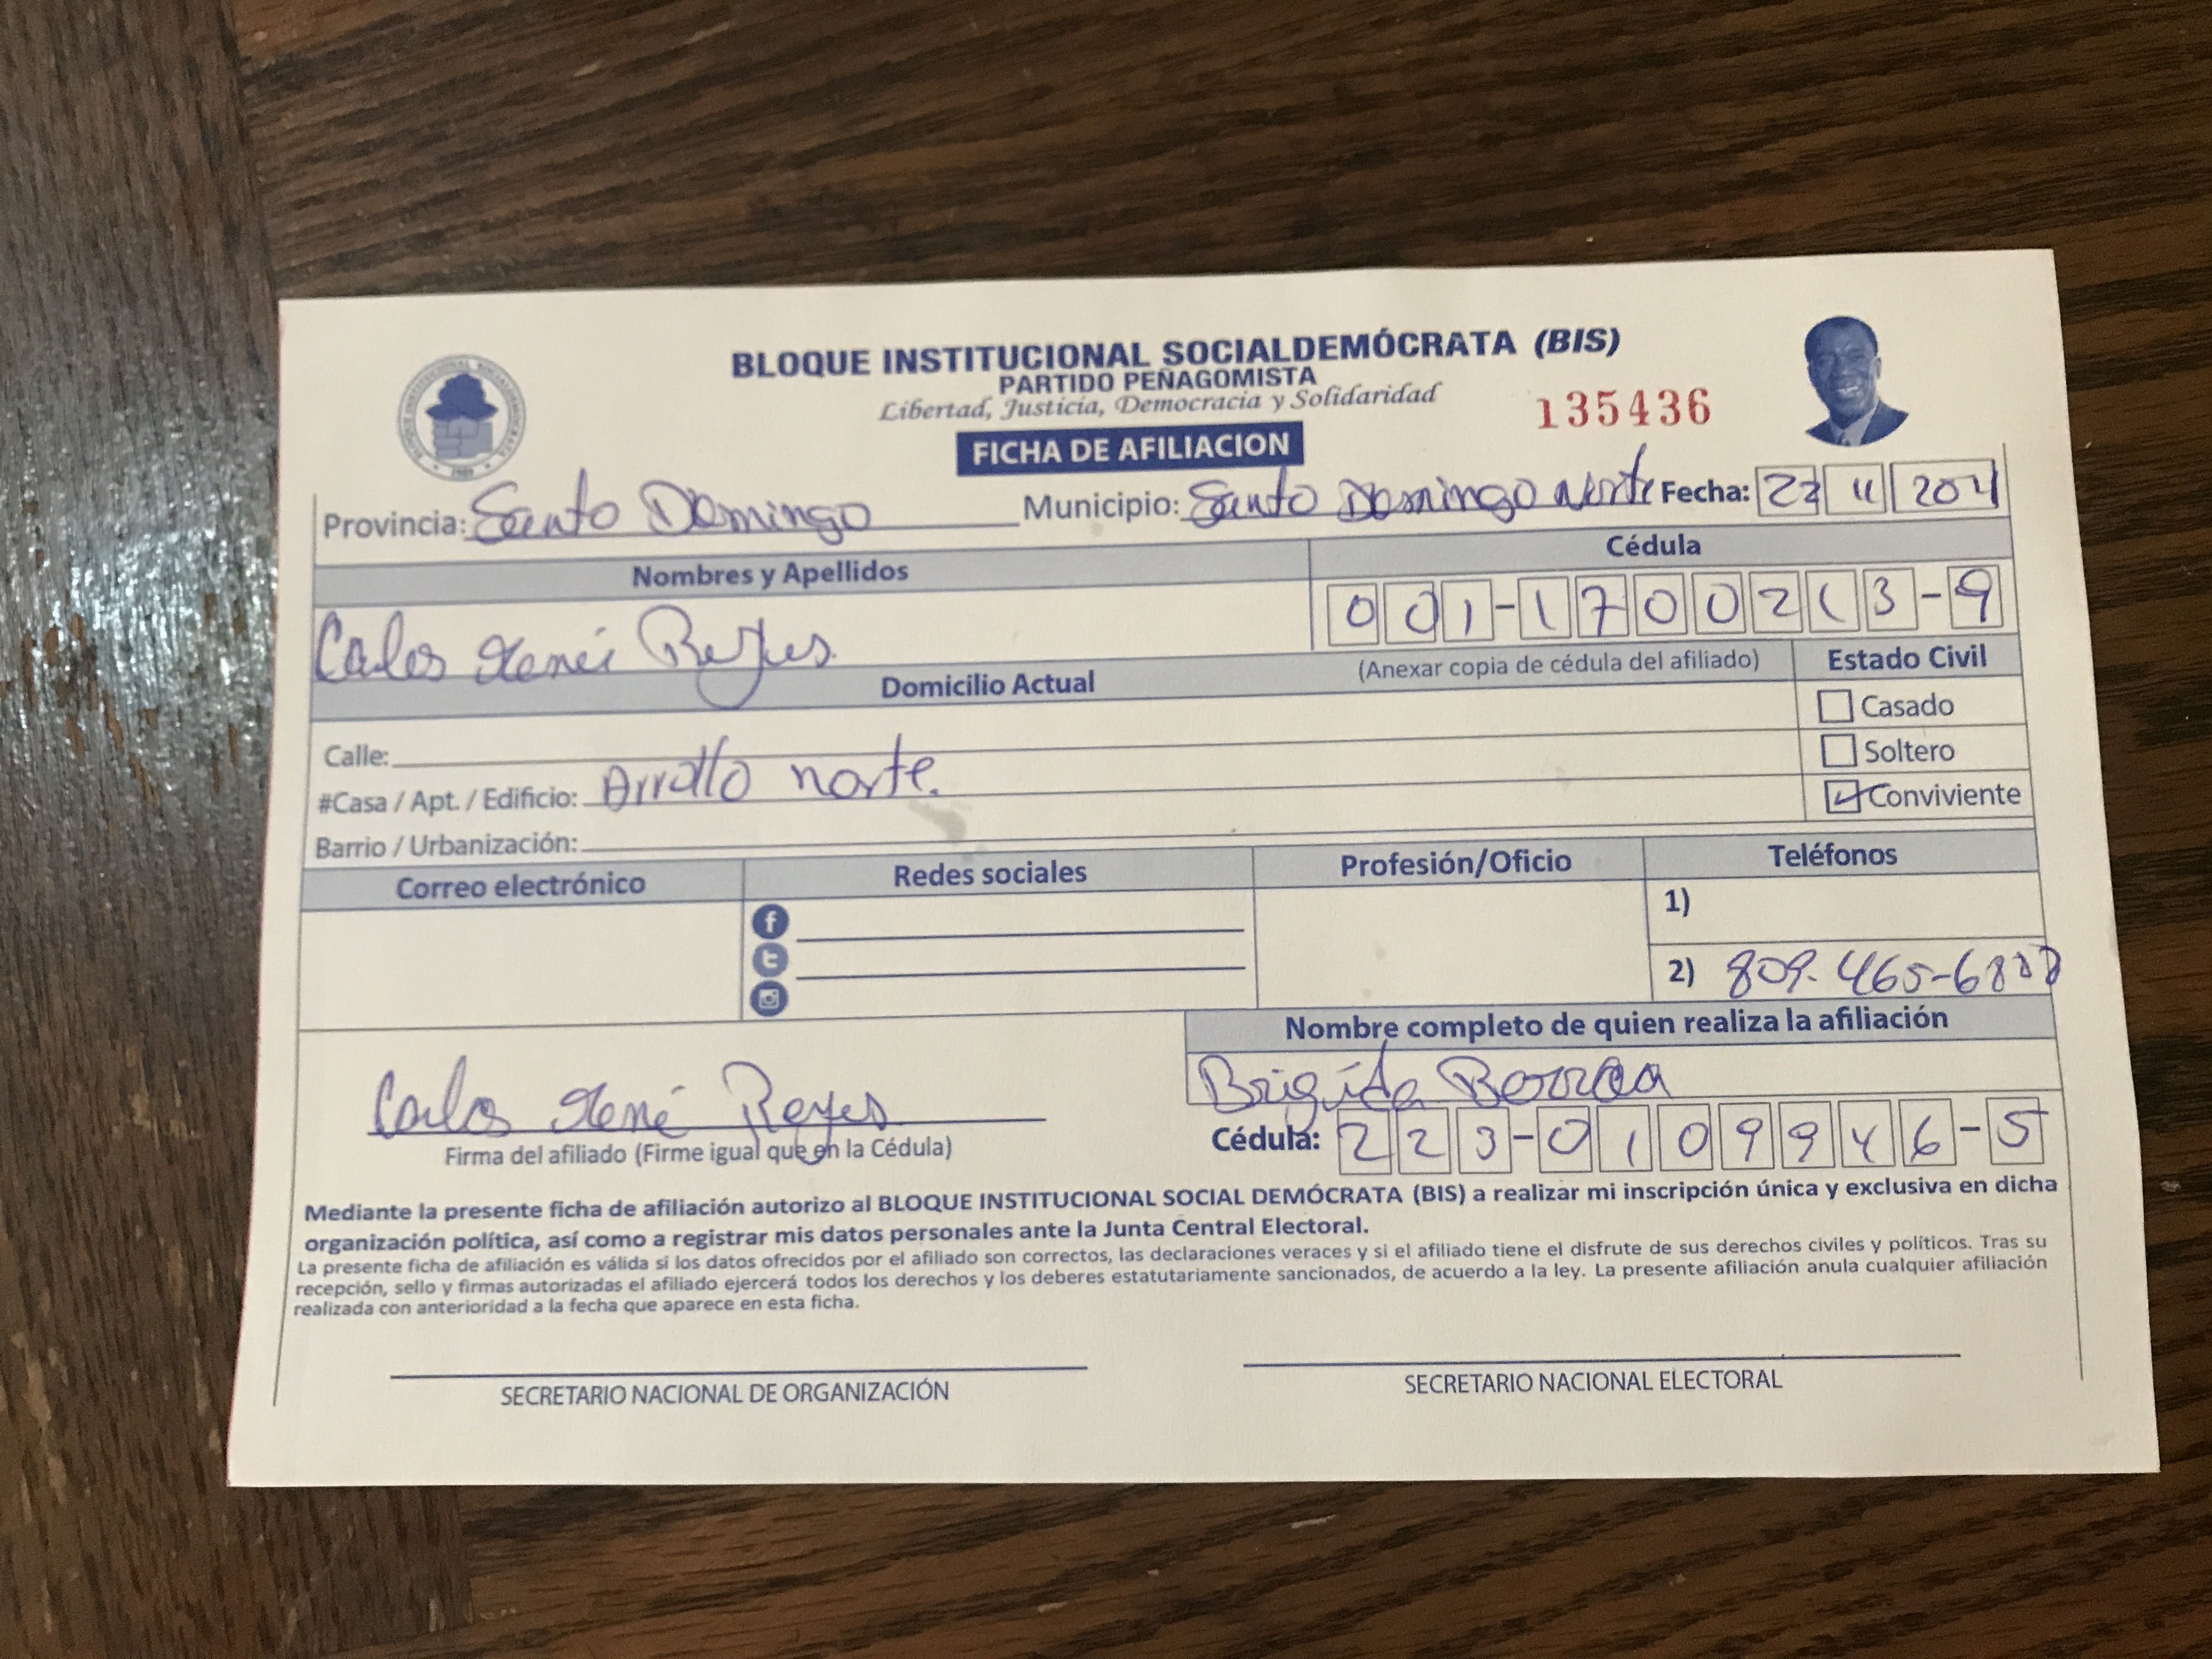 BLOQUE INSTITUCIONAL SOCIALDEMÓCRATA (BIS)
PARTIDO PEÑAGOMISTA
Libertad, Justicia, Democracia y Solidaridad
135436
FICHA DE AFILIACION
Provincia: Santo Domingo Municipio: Santo Domingo Norte Fecha: 11
Nombres y Apellidos Cédula
Carlos René Reyes 001-1700213-9
Domicilio Actual (Anexar copia de cédula del afiliado) Estado Civil
Casado
Calle:
Soltero
#Casa / Apt. / Edificio: Arrollo norte.
Conviviente
Barrio / Urbanización:
Correo electrónico Redes sociales Profesión/Oficio Teléfonos
1)
2) 809-465-
Nombre completo de quien realiza la afiliación
Brigida
Carlos René Reyes
Firma del afiliado (Firme igual que en la Cédula) Cédula: 223-0109946-5
Mediante la presente ficha de afiliación autorizo al BLOQUE INSTITUCIONAL SOCIAL DEMÓCRATA (BIS) a realizar mi inscripción única y exclusiva en dicha
organización política, así como a registrar mis datos personales ante la Junta Central Electoral.
La presente ficha de afiliación es válida si los datos ofrecidos por el afiliado son correctos, las declaraciones veraces y si el afiliado tiene el disfrute de sus derechos civiles y políticos. Tras su
recepción, sello y firmas autorizadas el afiliado ejercerá todos los derechos y los deberes estatutariamente sancionados, de acuerdo a la ley. La presente afiliación anula cualquier afiliación
realizada con anterioridad a la fecha que aparece en esta ficha.
SECRETARIO NACIONAL DE ORGANIZACIÓN SECRETARIO NACIONAL ELECTORAL